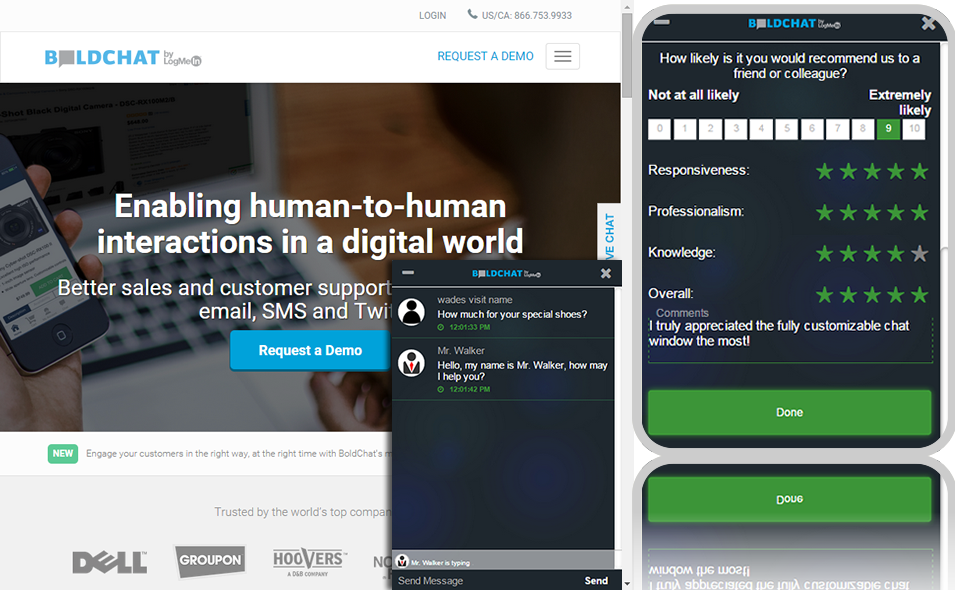 LOGIN US/CA: 866.753.9933
BOLDCHAT by LogMeIn
REQUEST A DEMO
-Shot Black Digital Camera - DSC-RX100M2/B
Enabling human-to-human
interactions in a digital world
Better sales and customer support
email, SMS and Twit
Request a Demo
VE CHAT
NEW
Engage your customers in the right way, at the right time with BoldChat's m
Trusted by the world's top compan
DELL
GROUPON
HOOVERS™
A D&B COMPANY
NO
BOLDCHAT by LogMeIn
wades visit name
How much for your special shoes?
12:01:33 PM
Mr. Walker
Hello, my name is Mr. Walker, how may
I help you?
12:01:42 PM
Mr. Walker is typing
Send Message Send
BOLDCHAT by LogMeIn
How likely is it you would recommend us to a
friend or colleague?
Not at all likely Extremely
likely
0 1 2 3 4 5 6 7 8 9 10
Responsiveness:
Professionalism:
Knowledge:
Overall:
Comments
I truly appreciated the fully customizable chat
window the most!
Done
Done
window the most!
I truly appreciated the fully customizable chat